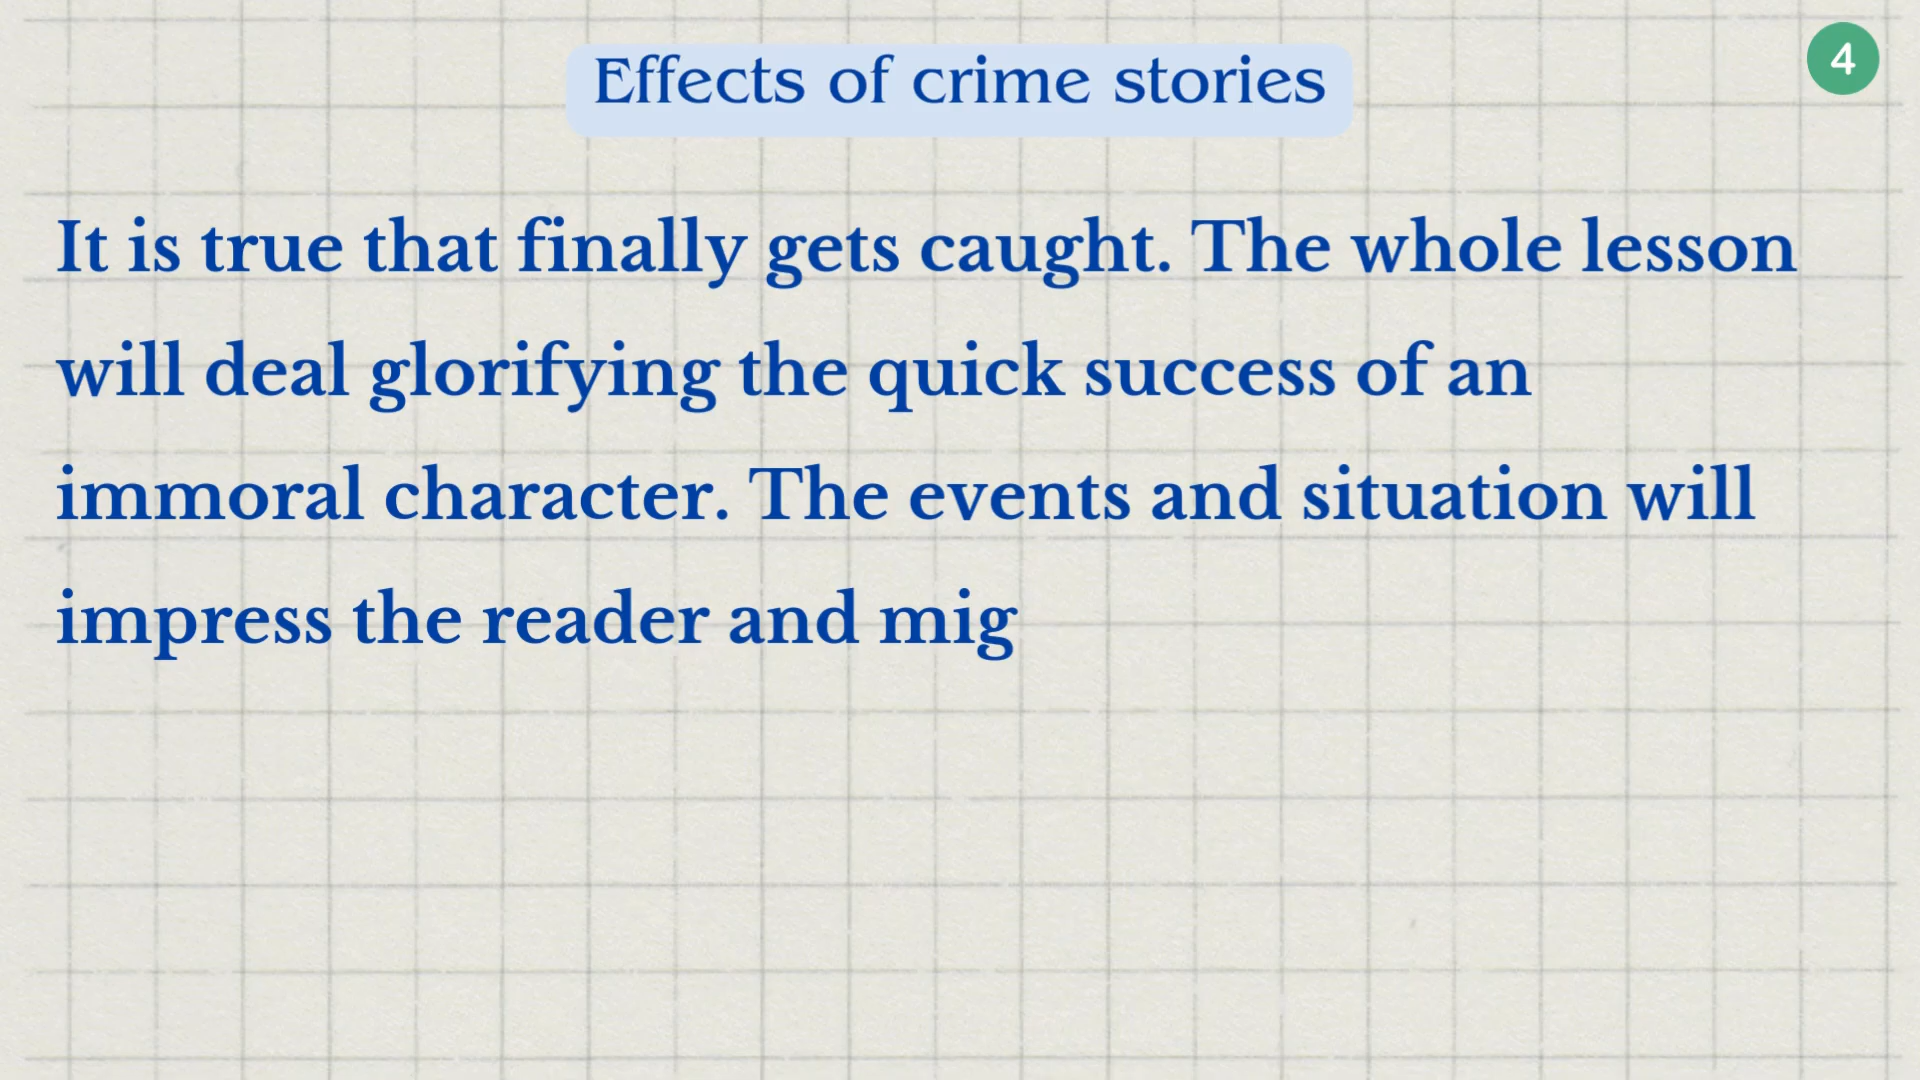 Effects of crime stories
4
It is true that finally gets caught. The whole lesson
will deal glorifying the quick success of an
immoral character. The events and situation will
impress the reader and mig